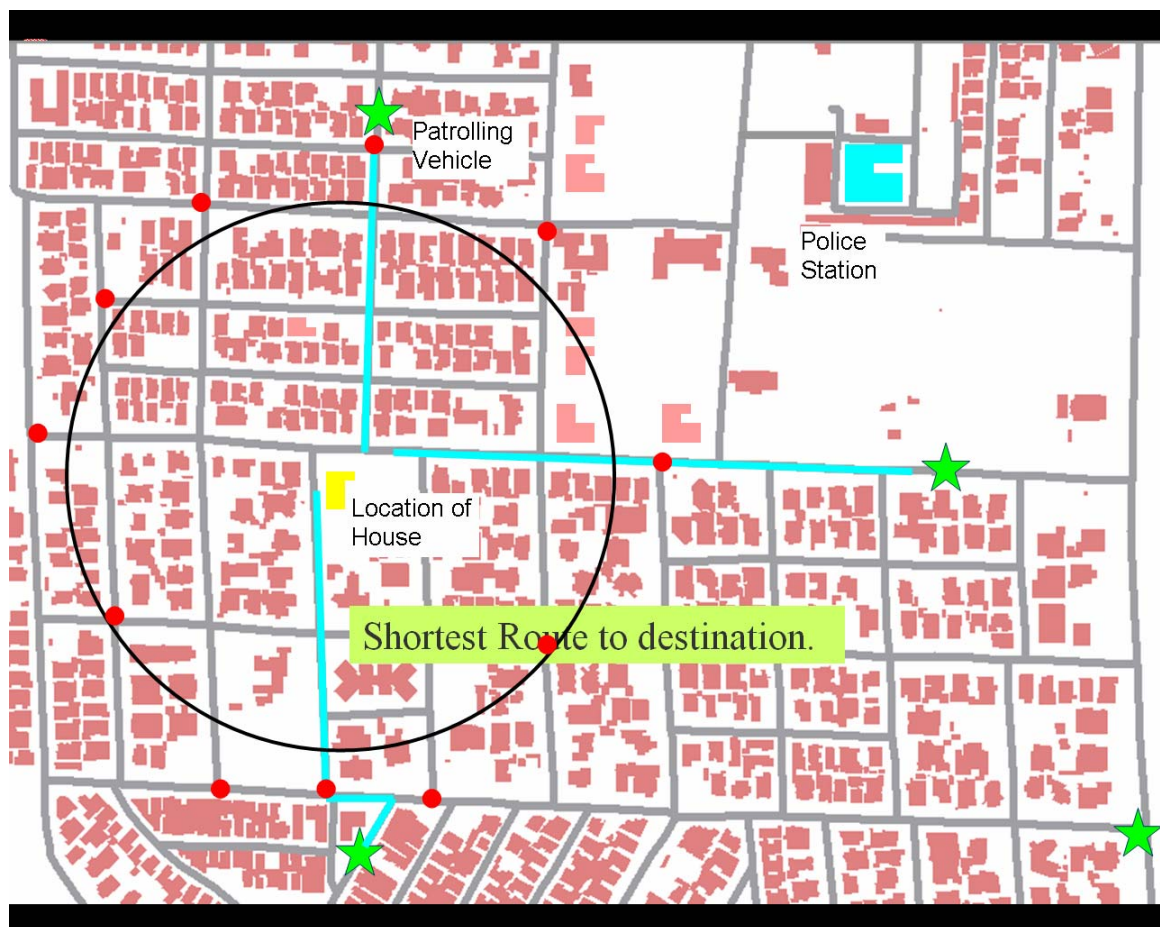 Patrolling
Vehicle
Police
Station
Location of
House
Shortest Route to destination.